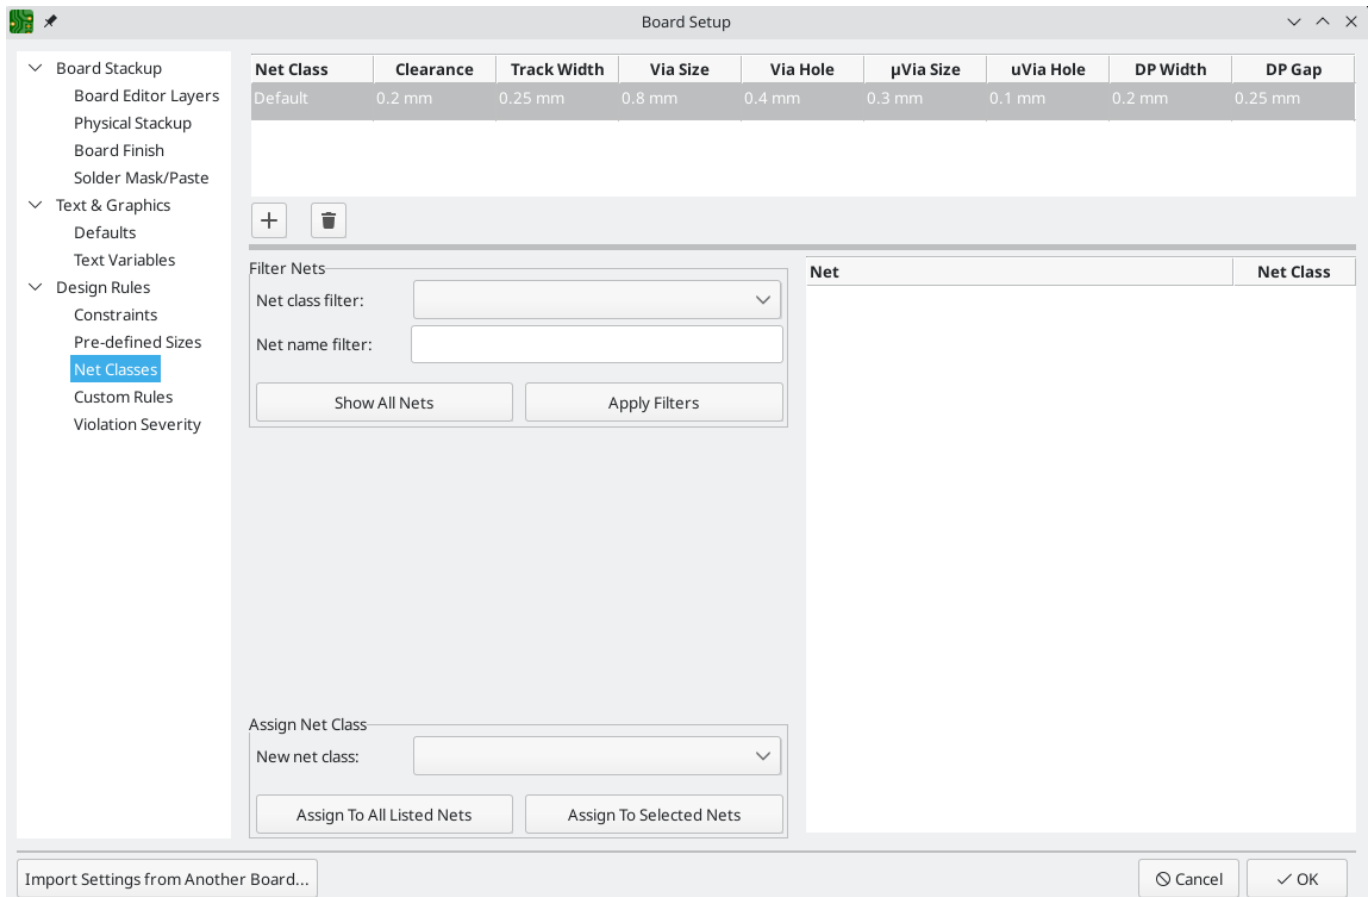 Board Setup
Board Stackup
Board Editor Layers
Physical Stackup
Board Finish
Solder Mask/Paste
Text & Graphics
Defaults
Text Variables
Design Rules
Constraints
Pre-defined Sizes
Net Classes
Custom Rules
Violation Severity
Net Class Clearance Track Width Via Size Via Hole µVia Size uVia Hole DP Width DP Gap
Default 0.2 mm 0.25 mm 0.8 mm 0.4 mm 0.3 mm 0.1 mm 0.2 mm 0.25 mm
Filter Nets
Net class filter:
Net name filter:
Show All Nets Apply Filters
Net Net Class
Assign Net Class
New net class:
Assign To All Listed Nets Assign To Selected Nets
Import Settings from Another Board... Cancel OK